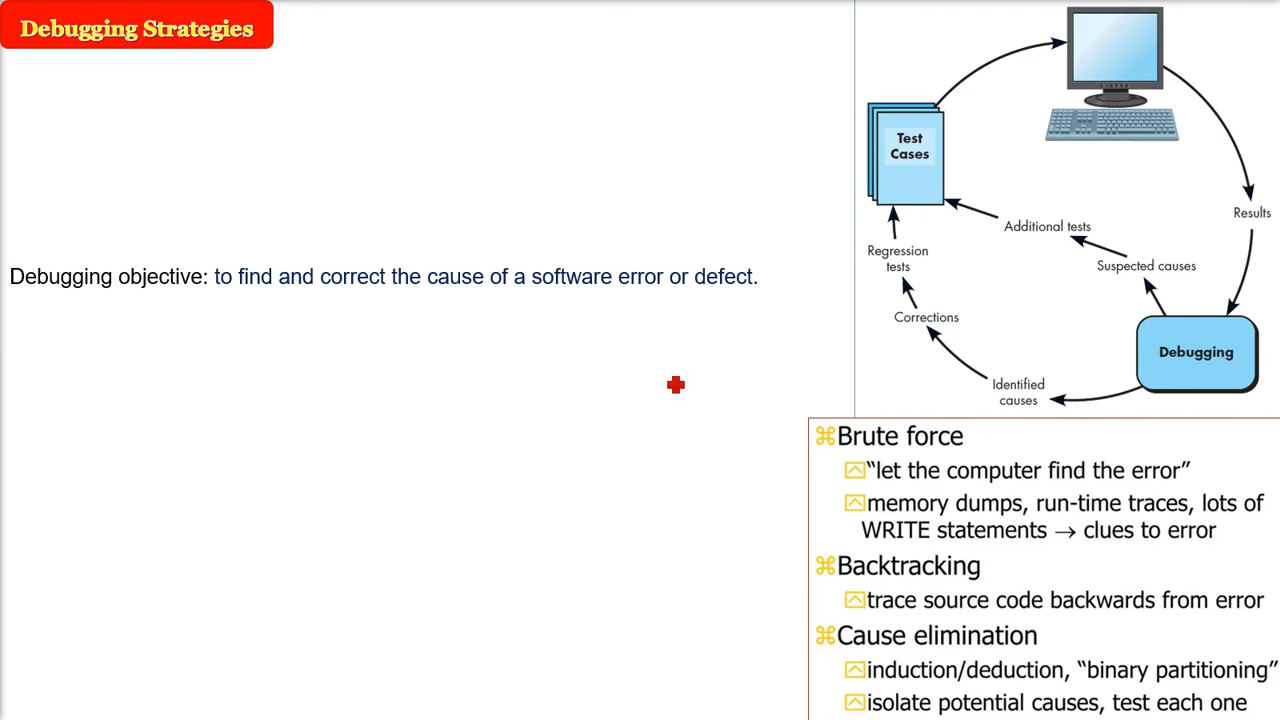 Debugging Strategies
Debugging objective: to find and correct the cause of a software error or defect.
Test
Cases
Results
Additional tests
Suspected causes
Regression
tests
Corrections
Debugging
Identified
causes
Brute force
“let the computer find the error”
memory dumps, run-time traces, lots of
WRITE statements → clues to error
Backtracking
trace source code backwards from error
Cause elimination
induction/deduction, “binary partitioning”
isolate potential causes, test each one